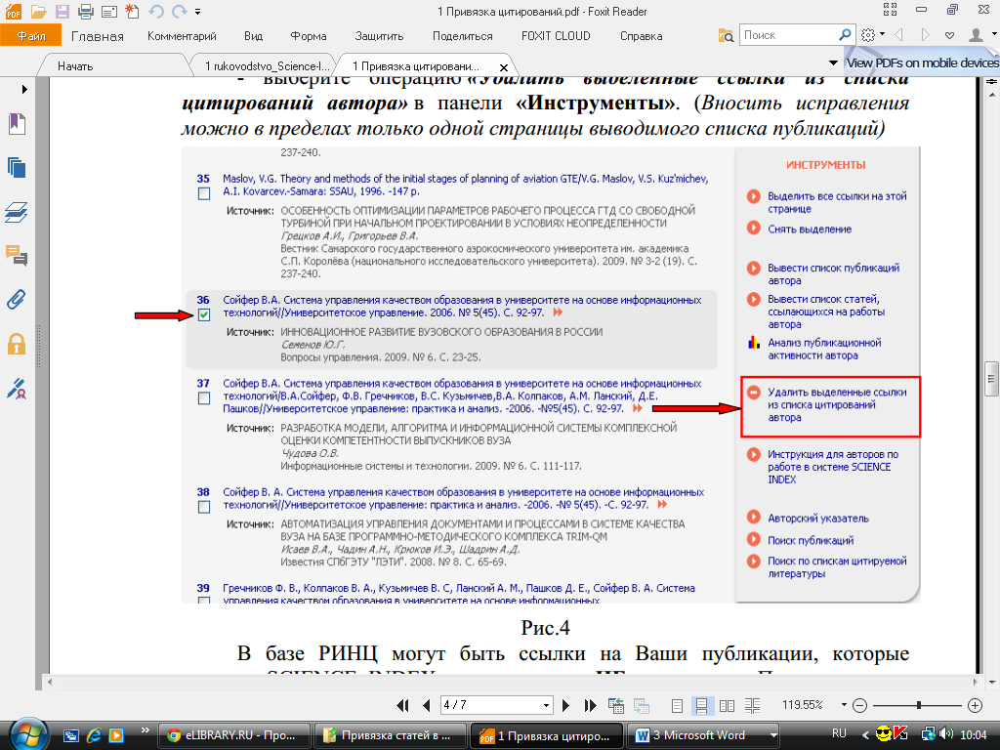 1 Привязка цитирований.pdf - Foxit Reader
Файл Главная Комментарий Вид Форма Защитить Поделиться FOXIT CLOUD Справка Поиск
Начать 1 rukovodstvo_Science-I... 1 Привязка цитировани... View PDFs on mobile devices
- выберите операцию «Удалить выделенные ссылки из списка
цитирований автора» в панели «Инструменты». (Вносить исправления
можно в пределах только одной страницы выводимого списка публикаций)
237-240.
35 Maslov, V.G. Theory and methods of the initial stages of planning of aviation GTE/V.G. Maslov, V.S. Kuz'michev,
A.I. Kovarcev.-Samara: SSAU, 1996. -147 p.
Источник: ОСОБЕННОСТЬ ОПТИМИЗАЦИИ ПАРАМЕТРОВ РАБОЧЕГО ПРОЦЕССА ГТД СО СВОБОДНОЙ
ТУРБИНОЙ ПРИ НАЧАЛЬНОМ ПРОЕКТИРОВАНИИ В УСЛОВИЯХ НЕОПРЕДЕЛЕННОСТИ
Грецков А.И., Григорьев В.А.
Вестник Самарского государственного аэрокосмического университета им. академика
С.П. Королёва (национального исследовательского университета). 2009. № 3-2 (19). С.
237-240.
36 Сойфер В.А. Система управления качеством образования в университете на основе информационных
технологий//Университетское управление. 2006. № 5(45). С. 92-97.
Источник: ИННОВАЦИОННОЕ РАЗВИТИЕ ВУЗОВСКОГО ОБРАЗОВАНИЯ В РОССИИ
Семенов Ю.Г.
Вопросы управления. 2009. № 6. С. 23-25.
37 Сойфер В.А. Система управления качеством образования в университете на основе информационных
технологий/В.А.Сойфер, Ф.В. Гречников, В.С. Кузьмичев,В.А. Колпаков, А.М. Ланский, Д.Е.
Пашков//Университетское управление: практика и анализ. -2006. -№5(45). С. 92-97.
Источник: РАЗРАБОТКА МОДЕЛИ, АЛГОРИТМА И ИНФОРМАЦИОННОЙ СИСТЕМЫ КОМПЛЕКСНОЙ
ОЦЕНКИ КОМПЕТЕНТНОСТИ ВЫПУСКНИКОВ ВУЗА
Чудова О.В.
Информационные системы и технологии. 2009. № 6. С. 111-117.
38 Сойфер В. А. Система управления качеством образования в университете на основе информационных
технологий//Университетское управление: практика и анализ. -2006. -№ 5(45). -С. 92-97.
Источник: АВТОМАТИЗАЦИЯ УПРАВЛЕНИЯ ДОКУМЕНТАМИ И ПРОЦЕССАМИ В СИСТЕМЕ КАЧЕСТВА
ВУЗА НА БАЗЕ ПРОГРАММНО-МЕТОДИЧЕСКОГО КОМПЛЕКСА TRIM-QM
Исаев В.А., Чадин А.Н., Крюков И.Э., Шадрин А.Д.
Известия СПбГЭТУ "ЛЭТИ". 2008. № 8. С. 65-69.
39 Гречников Ф. В., Колпаков В. А., Кузьмичев В. С, Ланский А. М., Пашков Д. Е., Сойфер В. А. Система
управления качеством образования в университете на основе информационных
ИНСТРУМЕНТЫ
Выделить все ссылки на этой
странице
Снять выделение
Вывести список публикаций
автора
Вывести список статей,
ссылающихся на работы
автора
Анализ публикационной
активности автора
Удалить выделенные ссылки
из списка цитирований
автора
Инструкция для авторов по
работе в системе SCIENCE
INDEX
Авторский указатель
Поиск публикаций
Поиск по спискам цитируемой
литературы
Рис.4
В базе РИНЦ могут быть ссылки на Ваши публикации, которые
SCIENCE INDEX
4 / 7 119.55%
eLIBRARY.RU - Про... Привязка статей в ... 1 Привязка цитиро... 3 Microsoft Word RU 10:04